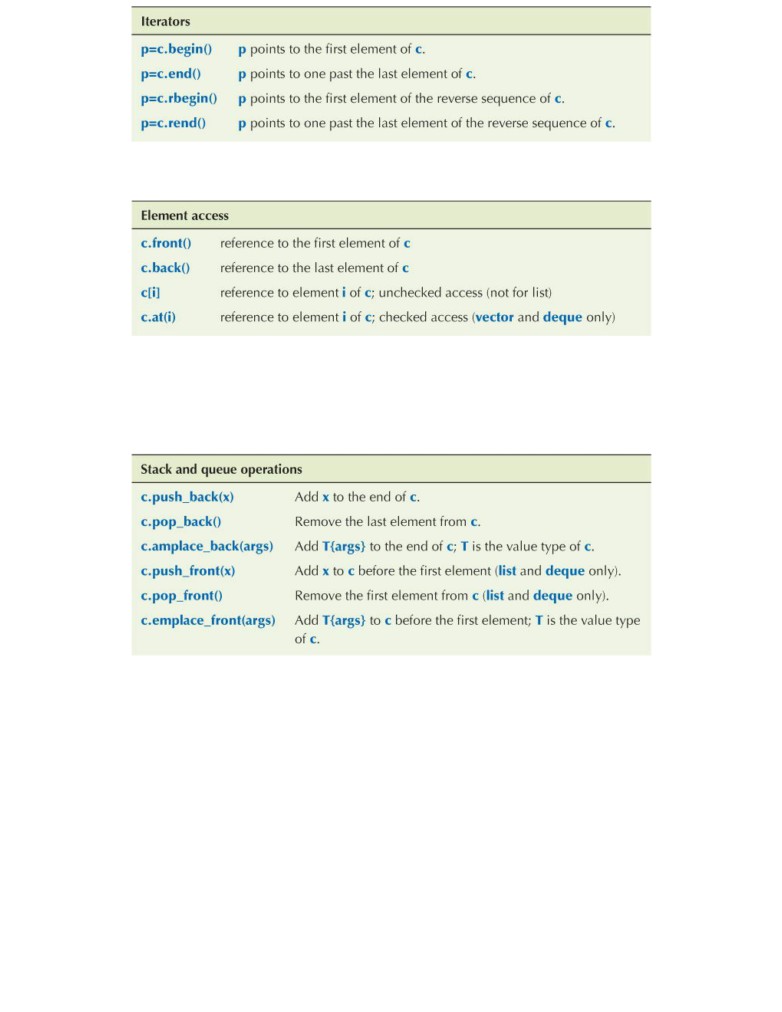 Iterators
p=c.begin() p points to the first element of c.
p=c.end() p points to one past the last element of c.
p=c.rbegin() p points to the first element of the reverse sequence of c.
p=c.rend() p points to one past the last element of the reverse sequence of c.
Element access
c.front() reference to the first element of c
c.back() reference to the last element of c
c[i] reference to element i of c; unchecked access (not for list)
c.at(i) reference to element i of c; checked access (vector and deque only)
Stack and queue operations
c.push_back(x) Add x to the end of c.
c.pop_back() Remove the last element from c.
c.amplace_back(args) Add T{args} to the end of c; T is the value type of c.
c.push_front(x) Add x to c before the first element (list and deque only).
c.pop_front() Remove the first element from c (list and deque only).
c.emplace_front(args) Add T{args} to c before the first element; T is the value type
of c.